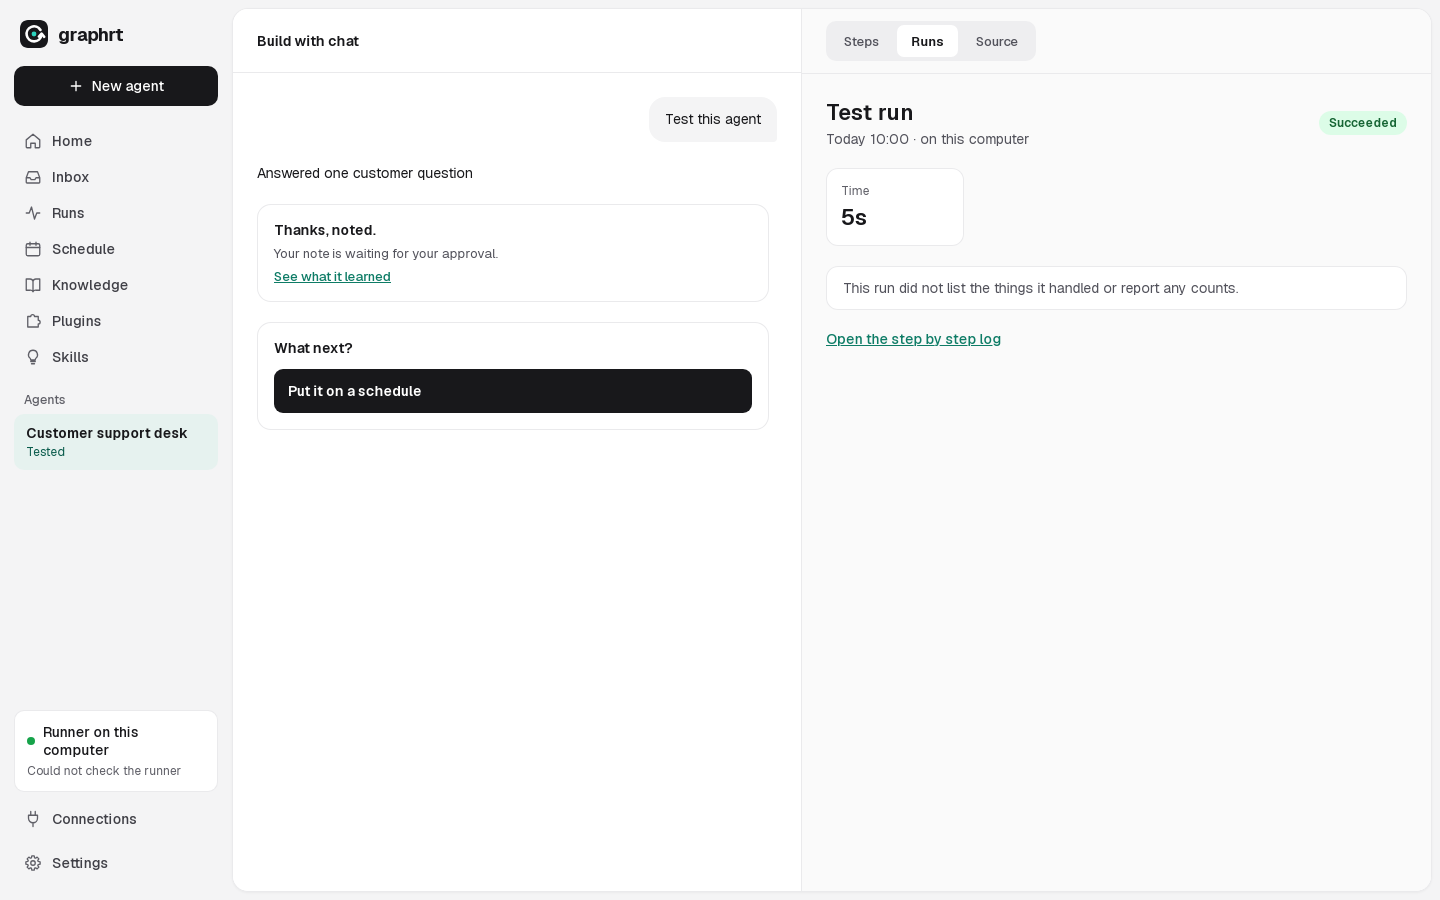 graphrt
New agent
Home
Inbox
Runs
Schedule
Knowledge
Plugins
Skills
Agents
Customer support desk
Tested
Runner on this
computer
Could not check the runner
Connections
Settings
Build with chat
Test this agent
Answered one customer question
Thanks, noted.
Your note is waiting for your approval.
See what it learned
What next?
Put it on a schedule
Steps
Runs
Source
Test run
Today 10:00 · on this computer
Succeeded
Time
5s
This run did not list the things it handled or report any counts.
Open the step by step log